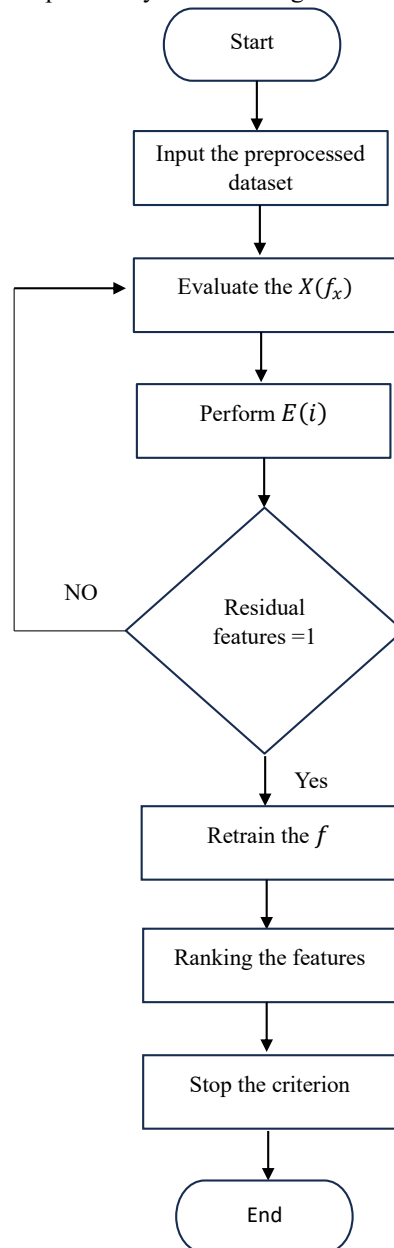 Start
Input the preprocessed
dataset
Evaluate the X(fₓ)
Perform E(i)
NO
Residual
features =1
Yes
Retrain the f
Ranking the features
Stop the criterion
End